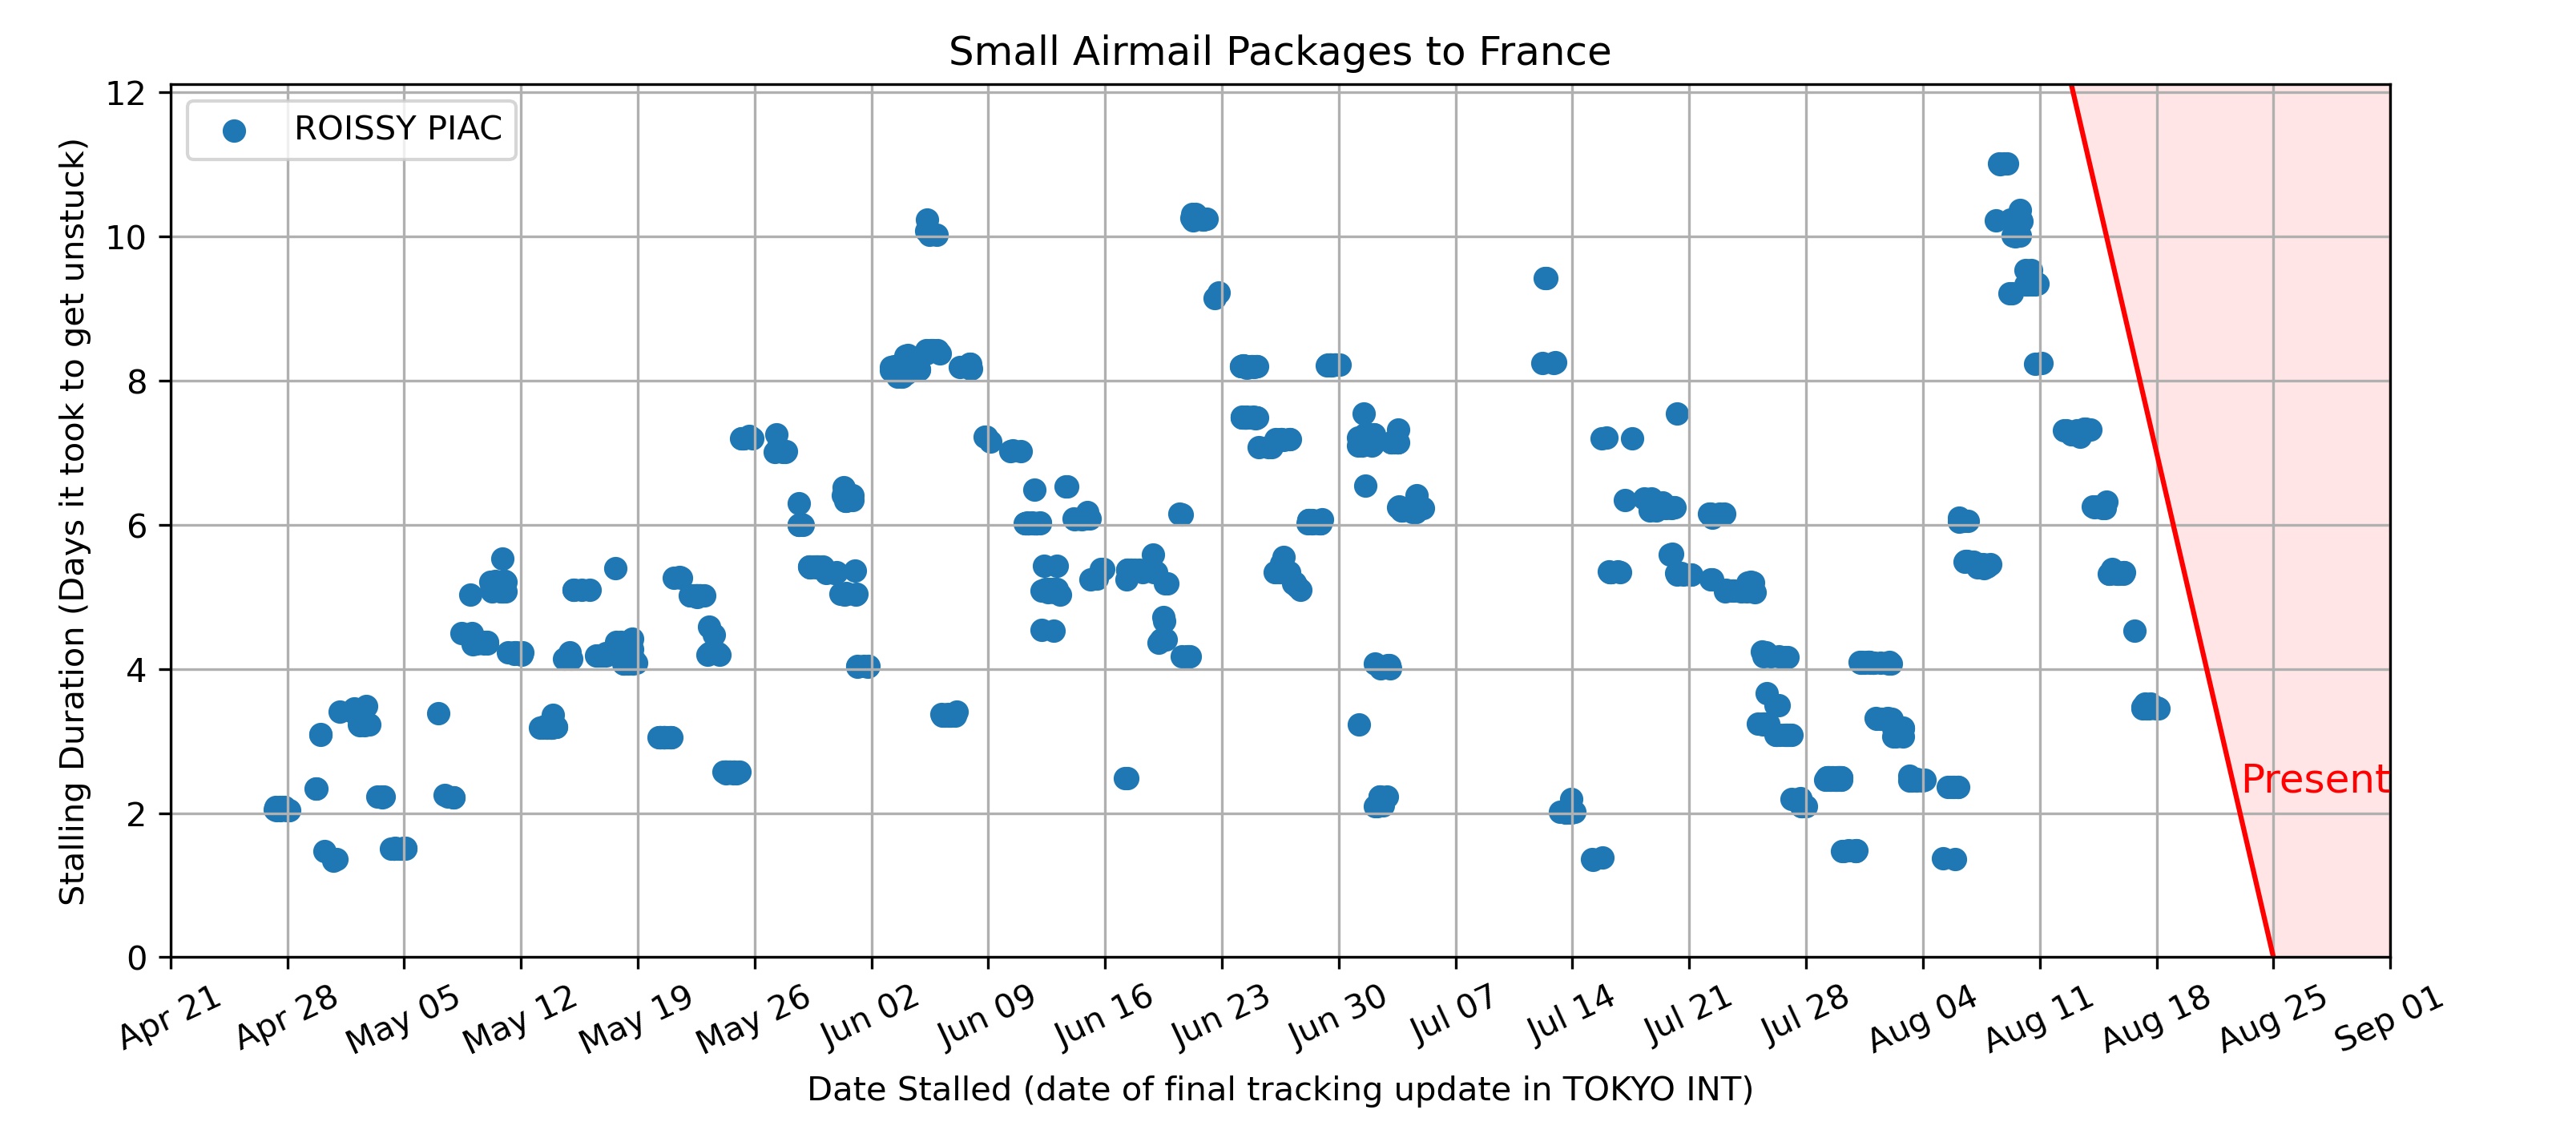 Small Airmail Packages to France
ROISSY PIAC
Stalling Duration (Days it took to get unstuck)
12
10
8
6
4
2
0
Present
Apr 21
Apr 28
May 05
May 12
May 19
May 26
Jun 02
Jun 09
Jun 16
Jun 23
Jun 30
Jul 07
Jul 14
Jul 21
Jul 28
Aug 04
Aug 11
Aug 18
Aug 25
Sep 01
Date Stalled (date of final tracking update in TOKYO INT)